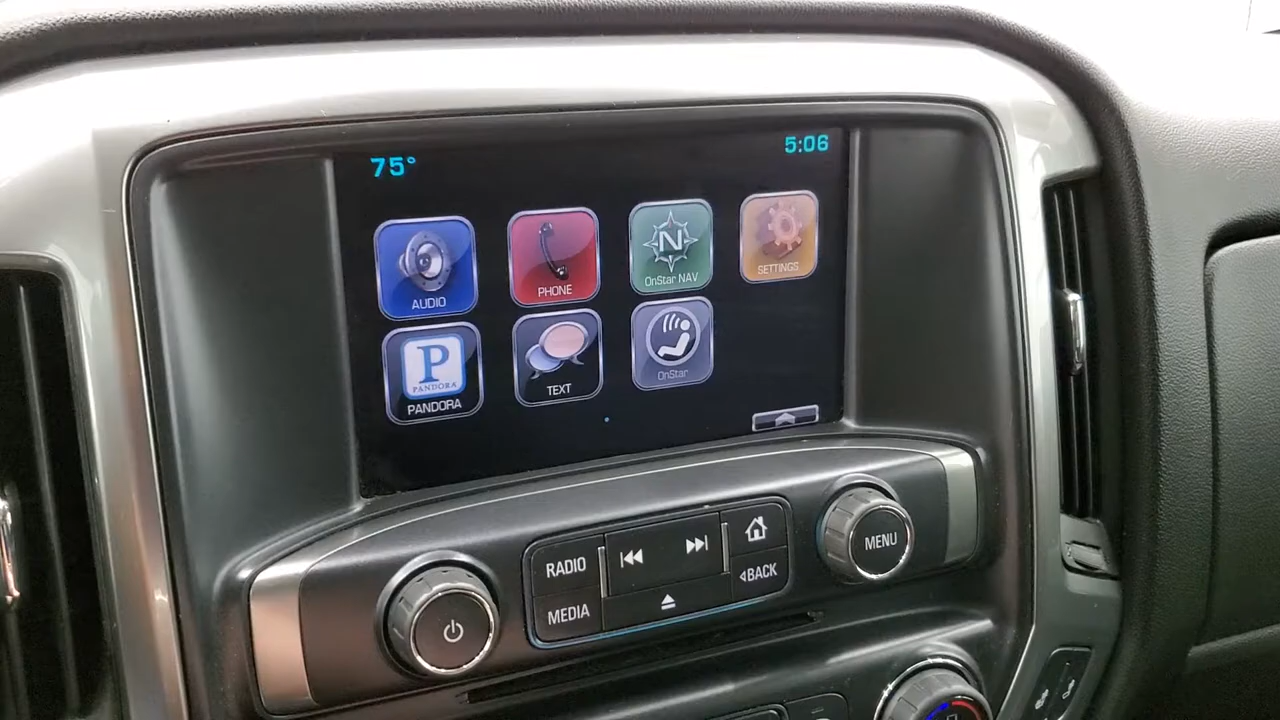 75°
5:06
AUDIO
PHONE
N
OnStar NAV
SETTINGS
P
PANDORA
PANDORA
TEXT
OnStar
RADIO
MEDIA
BACK
MENU